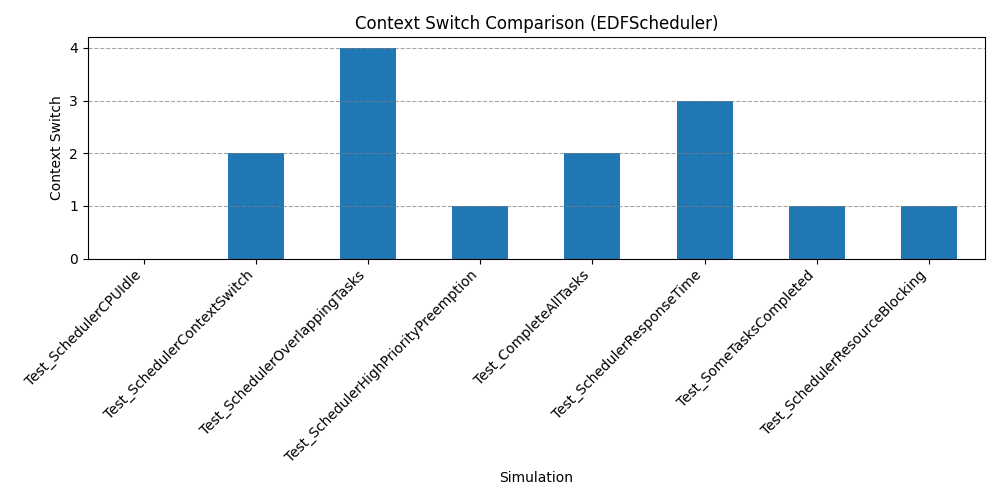 Context Switch Comparison (EDFScheduler)
Context Switch
4
3
2
1
0
Test_SchedulerCPUIdle
Test_SchedulerContextSwitch
Test_SchedulerOverlappingTasks
Test_SchedulerHighPriorityPreemption
Test_CompleteAllTasks
Test_SchedulerResponseTime
Test_SomeTasksCompleted
Test_SchedulerResourceBlocking
Simulation